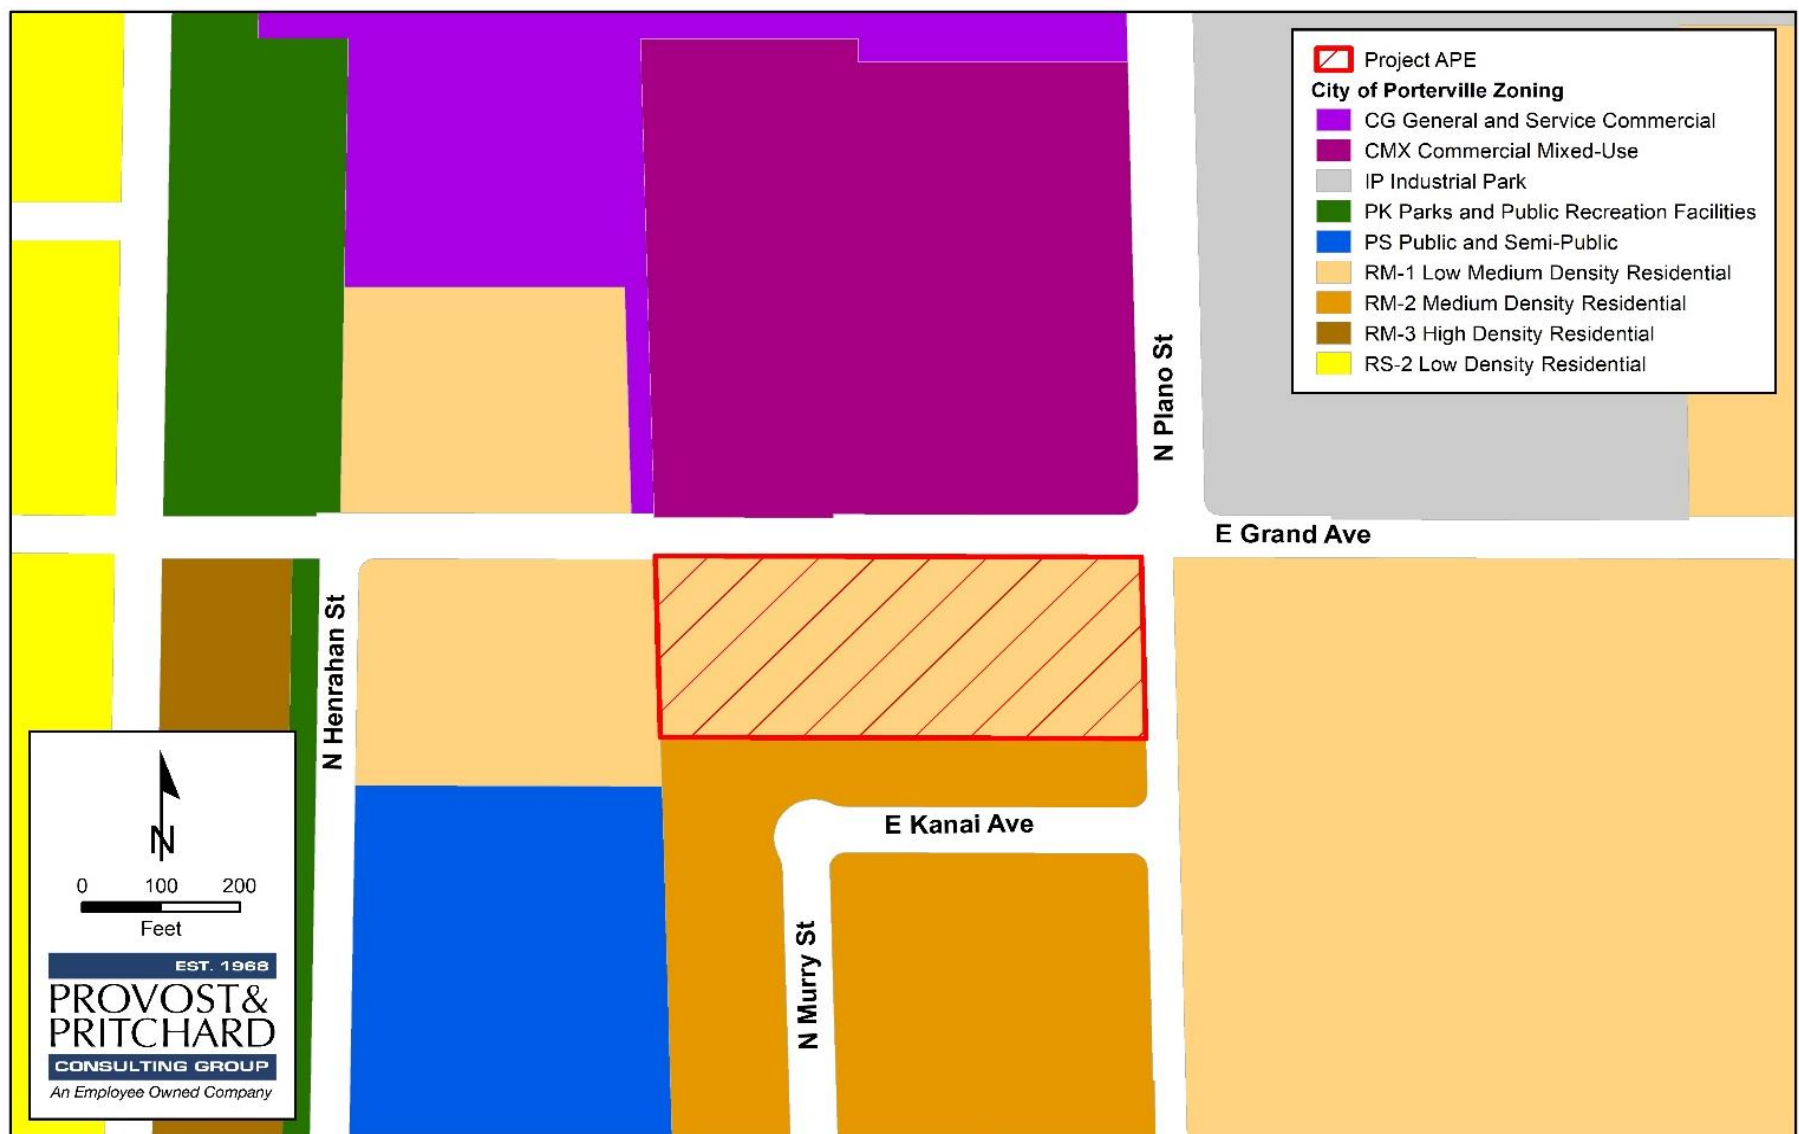 Project APE
City of Porterville Zoning
CG General and Service Commercial
CMX Commercial Mixed-Use
IP Industrial Park
PK Parks and Public Recreation Facilities
PS Public and Semi-Public
RM-1 Low Medium Density Residential
RM-2 Medium Density Residential
RM-3 High Density Residential
RS-2 Low Density Residential
N Plano St
E Grand Ave
N Henrahan St
E Kanai Ave
N Murry St
N
0 100 200
Feet
EST. 1968
PROVOST&
PRITCHARD
CONSULTING GROUP
An Employee Owned Company